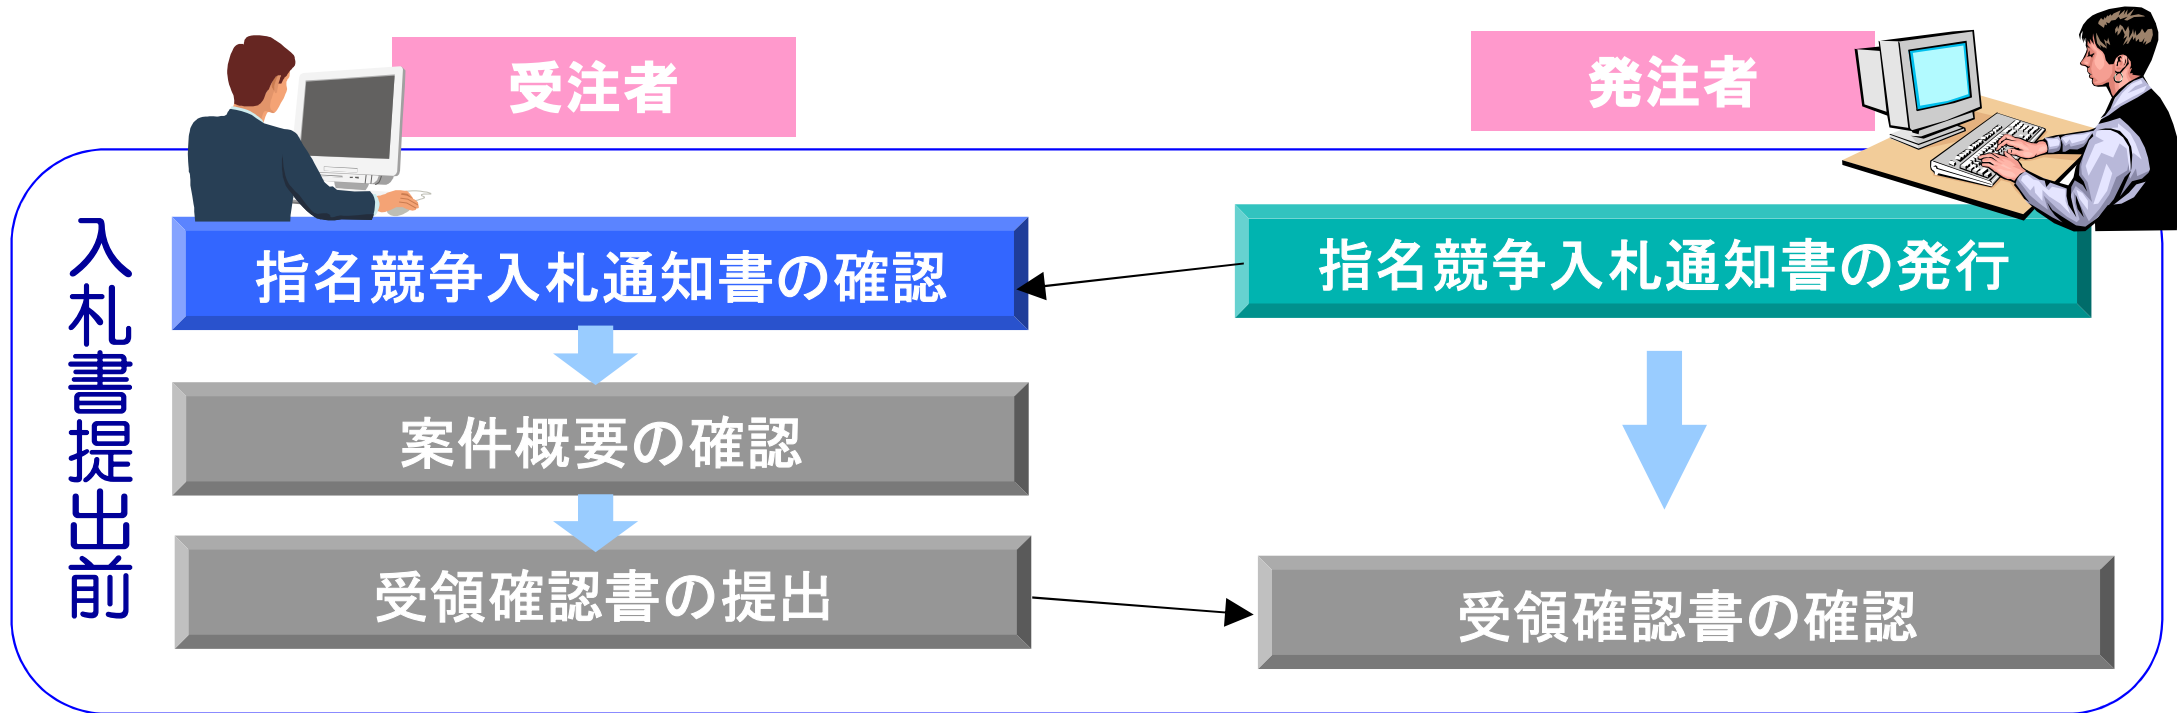 受注者
発注者
入札書提出前
指名競争入札通知書の確認
指名競争入札通知書の発行
案件概要の確認
受領確認書の提出
受領確認書の確認